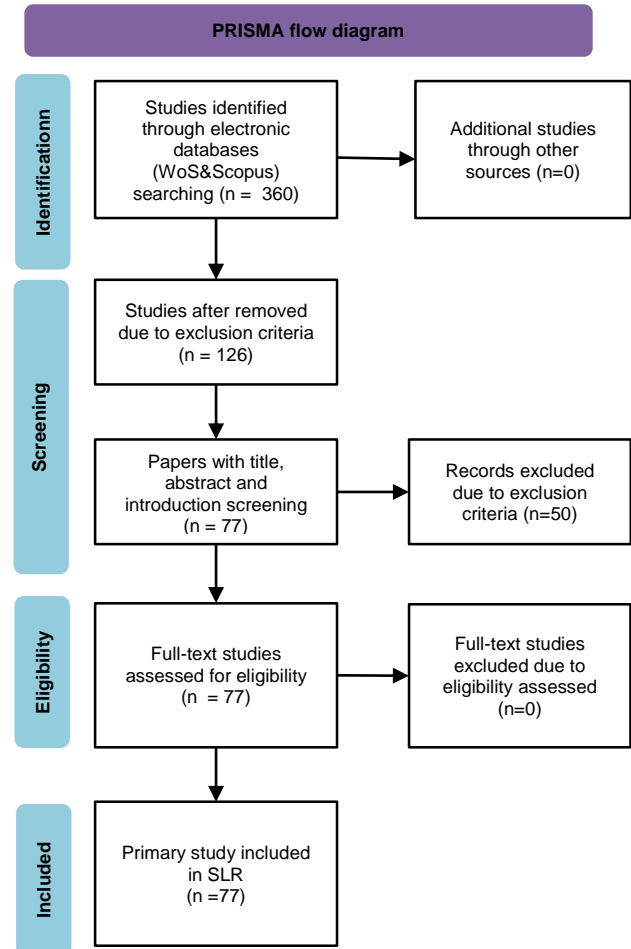 PRISMA flow diagram
Identificationn
Studies identified
through electronic
databases
(WoS&Scopus)
searching (n = 360)
Additional studies
through other
sources (n=0)
Screening
Studies after removed
due to exclusion criteria
(n = 126)
Papers with title,
abstract and
introduction screening
(n = 77)
Records excluded
due to exclusion
criteria (n=50)
Eligibility
Full-text studies
assessed for eligibility
(n = 77)
Full-text studies
excluded due to
eligibility assessed
(n=0)
Included
Primary study included
in SLR
(n =77)